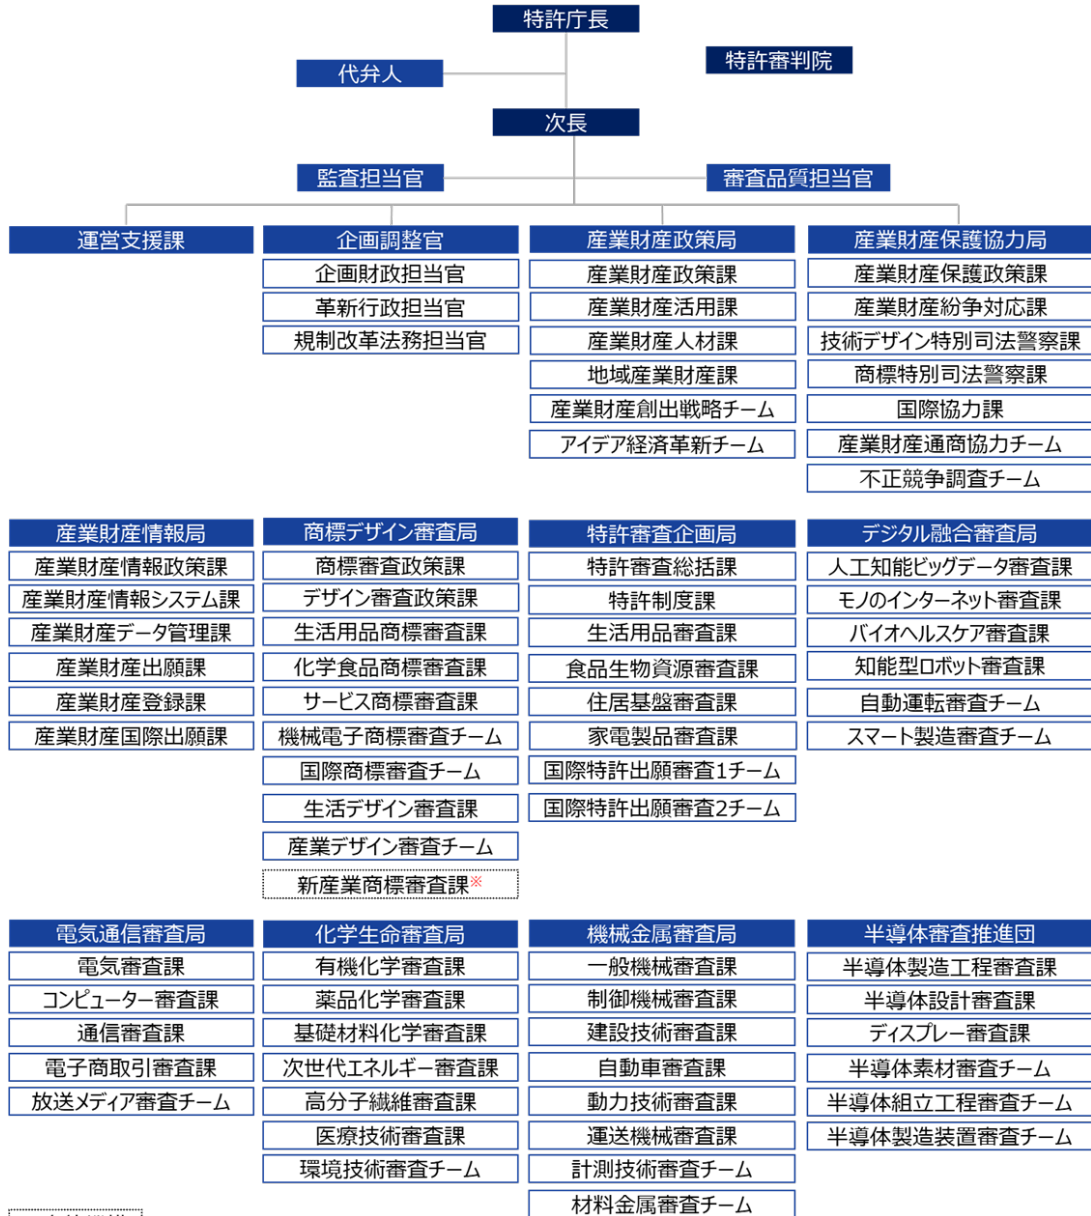 特許庁長
特許審判院
代弁人
次長
監査担当官
審査品質担当官
運営支援課
企画調整官
企画財政担当官
革新行政担当官
規制改革法務担当官
産業財産政策局
産業財産政策課
産業財産活用課
産業財産人材課
地域産業財産課
産業財産創出戦略チーム
アイデア経済革新チーム
産業財産保護協力局
産業財産保護政策課
産業財産紛争対応課
技術デザイン特別司法警察課
商標特別司法警察課
国際協力課
産業財産通商協力チーム
不正競争調査チーム
産業財産情報局
産業財産情報政策課
産業財産情報システム課
産業財産データ管理課
産業財産出願課
産業財産登録課
産業財産国際出願課
商標デザイン審査局
商標審査政策課
デザイン審査政策課
生活用品商標審査課
化学食品商標審査課
サービス商標審査課
機械電子商標審査チーム
国際商標審査チーム
生活デザイン審査課
産業デザイン審査チーム
新産業商標審査課※
特許審査企画局
特許審査総括課
特許制度課
生活用品審査課
食品生物資源審査課
住居基盤審査課
家電製品審査課
国際特許出願審査1チーム
国際特許出願審査2チーム
デジタル融合審査局
人工知能ビッグデータ審査課
モノのインターネット審査課
バイオヘルスケア審査課
知能型ロボット審査課
自動運転審査チーム
スマート製造審査チーム
電気通信審査局
電気審査課
コンピューター審査課
通信審査課
電子商取引審査課
放送メディア審査チーム
化学生命審査局
有機化学審査課
薬品化学審査課
基礎材料化学審査課
次世代エネルギー審査課
高分子繊維審査課
医療技術審査課
環境技術審査チーム
機械金属審査局
一般機械審査課
制御機械審査課
建設技術審査課
自動車審査課
動力技術審査課
運送機械審査課
計測技術審査チーム
材料金属審査チーム
半導体審査推進団
半導体製造工程審査課
半導体設計審査課
ディスプレー審査課
半導体素材審査チーム
半導体組立工程審査チーム
半導体製造装置審査チーム